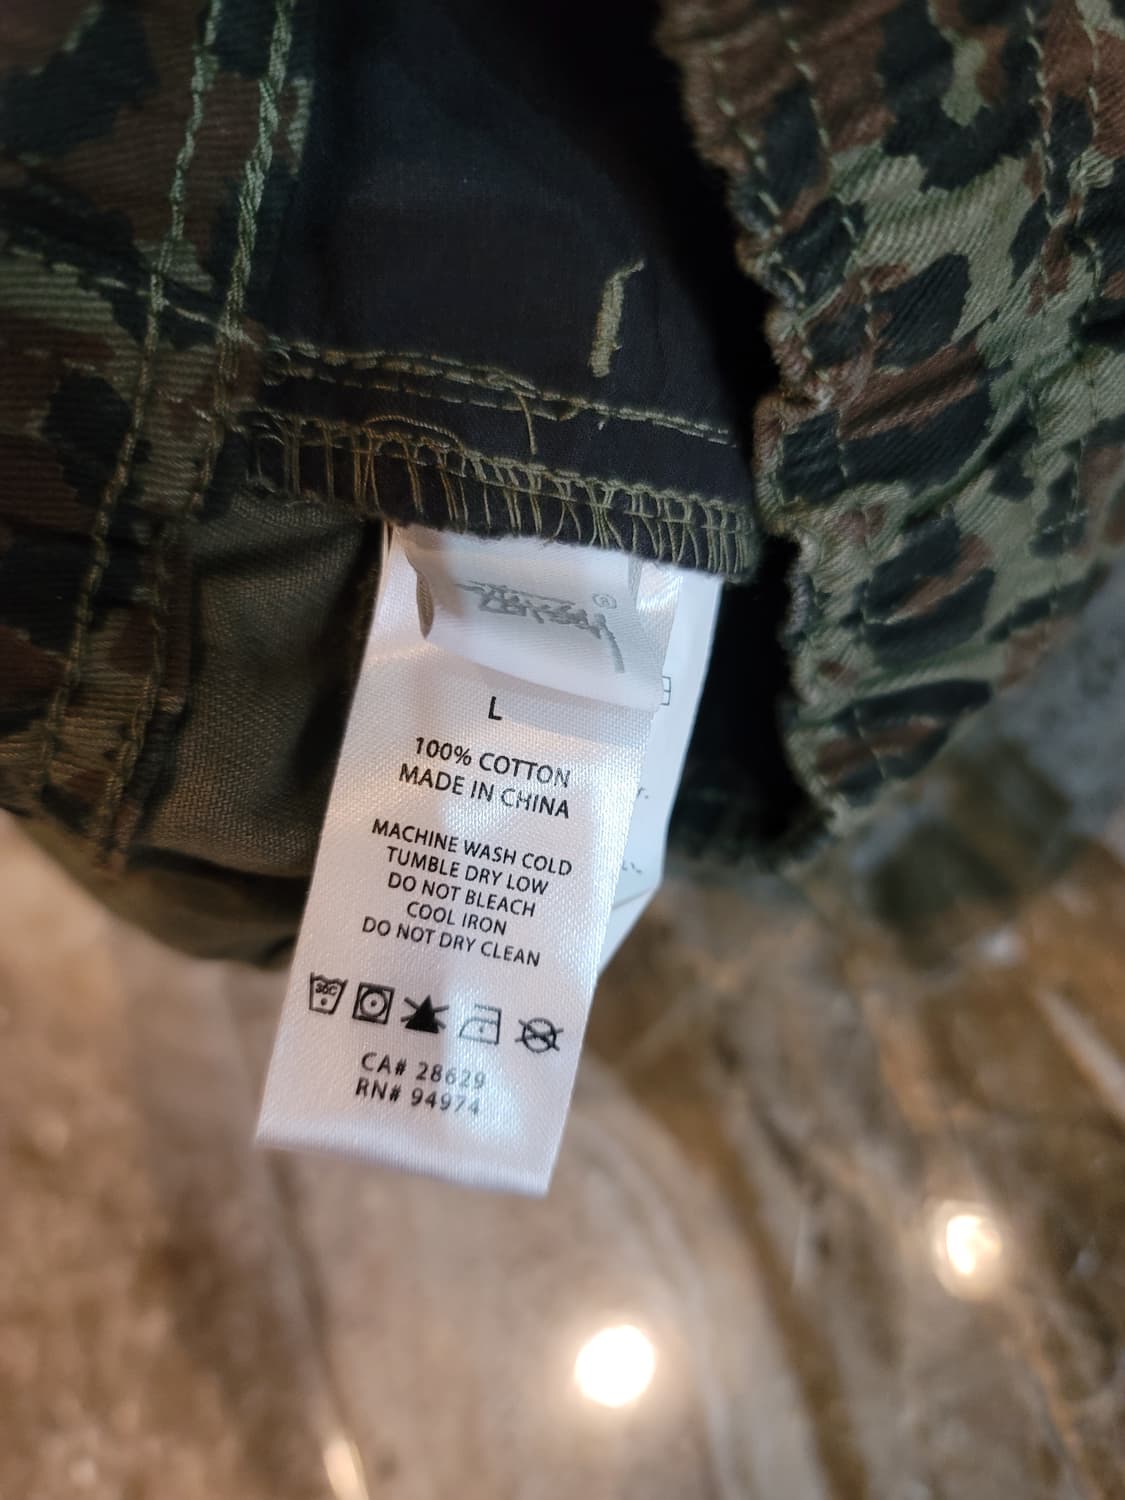 ®
L
100% COTTON
MADE IN CHINA
MACHINE WASH COLD
TUMBLE DRY LOW
DO NOT BLEACH
COOL IRON
DO NOT DRY CLEAN
30C
CA# 28629
RN# 94974